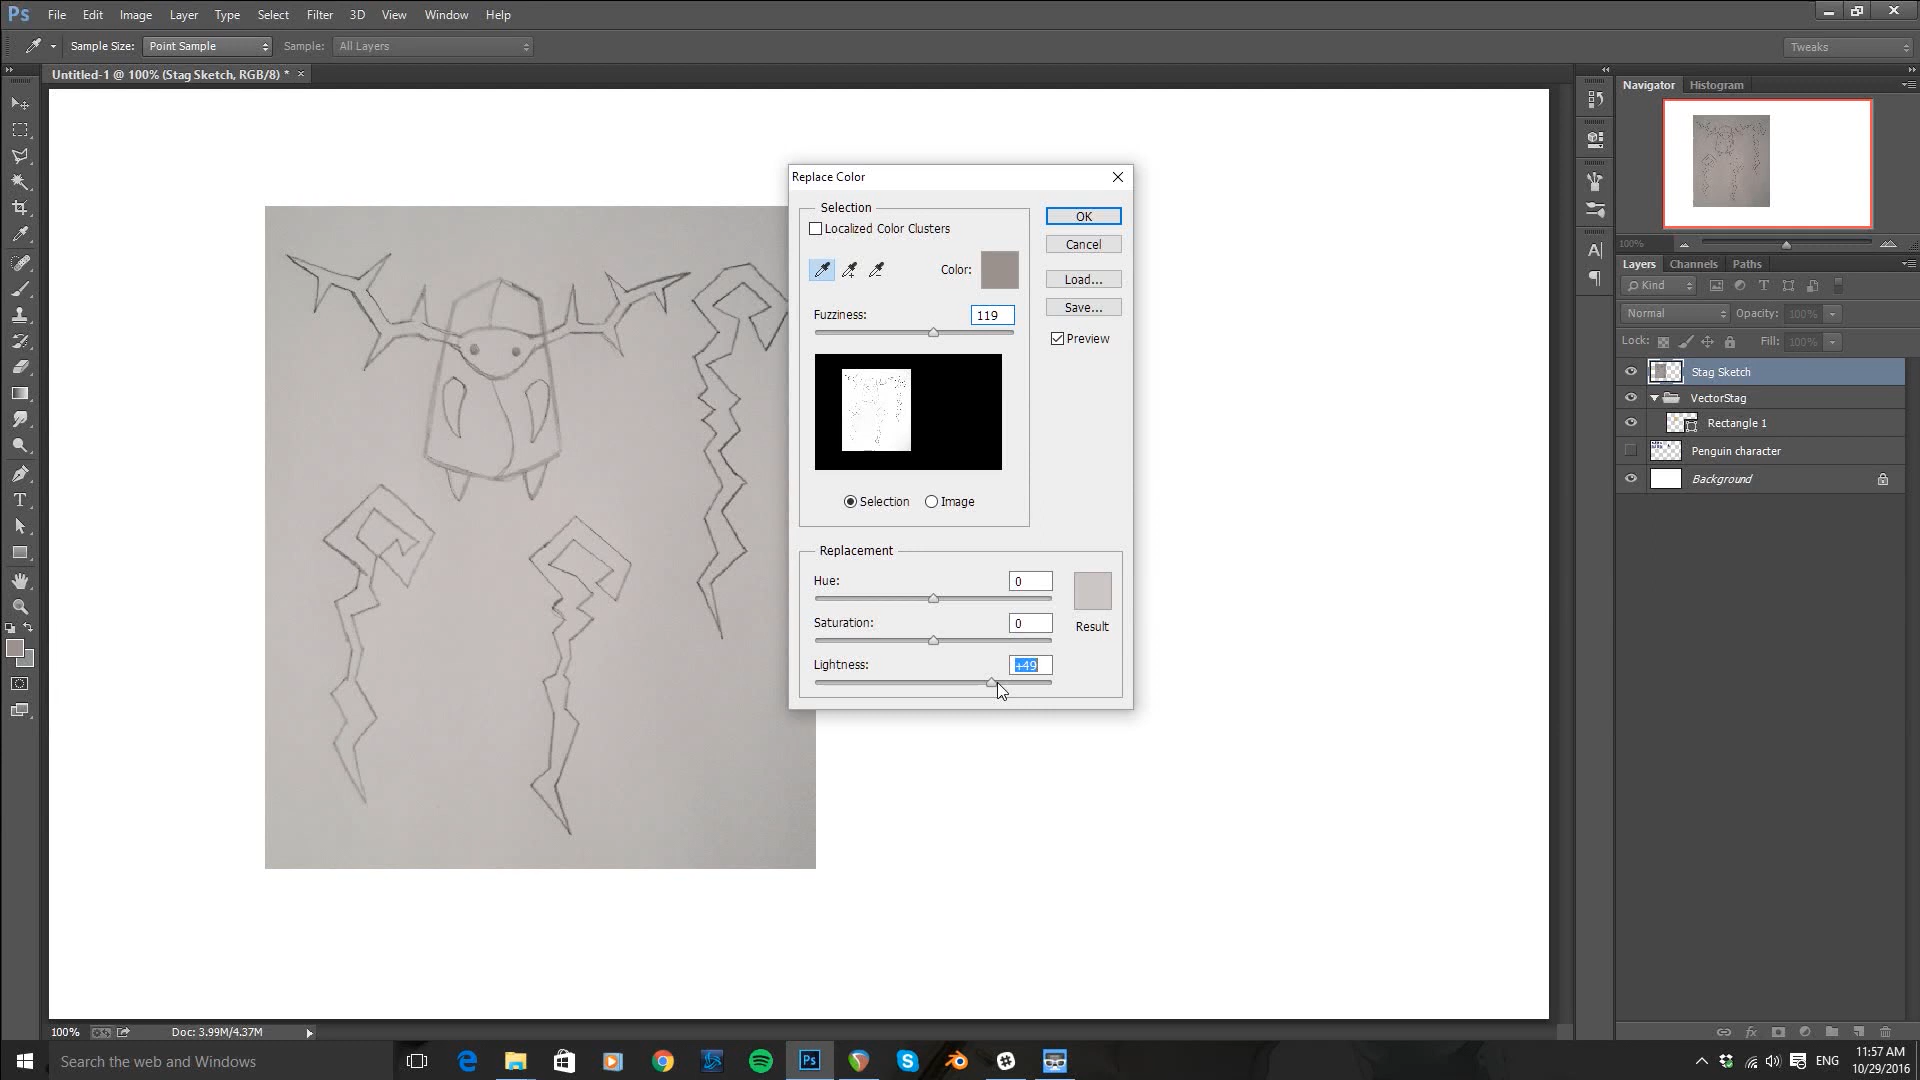 Ps File Edit Image Layer Type Select Filter 3D View Window Help
Sample Size: Point Sample Sample: All Layers Tweaks
Untitled-1 @ 100% (Stag Sketch, RGB/8) * ×
Navigator Histogram
100%
Layers Channels Paths
Kind
Normal Opacity: 100%
Lock: Fill: 100%
Stag Sketch
VectorStag
Rectangle 1
Penguin character
Background
Replace Color
Selection
Localized Color Clusters
Color:
Fuzziness: 119
Selection Image
OK
Cancel
Load...
Save...
Preview
Replacement
Hue: 0
Saturation: 0
Result
Lightness: +49
100% Doc: 3.99M/4.37M
Search the web and Windows
Ps
ENG
11:57 AM
10/29/2016